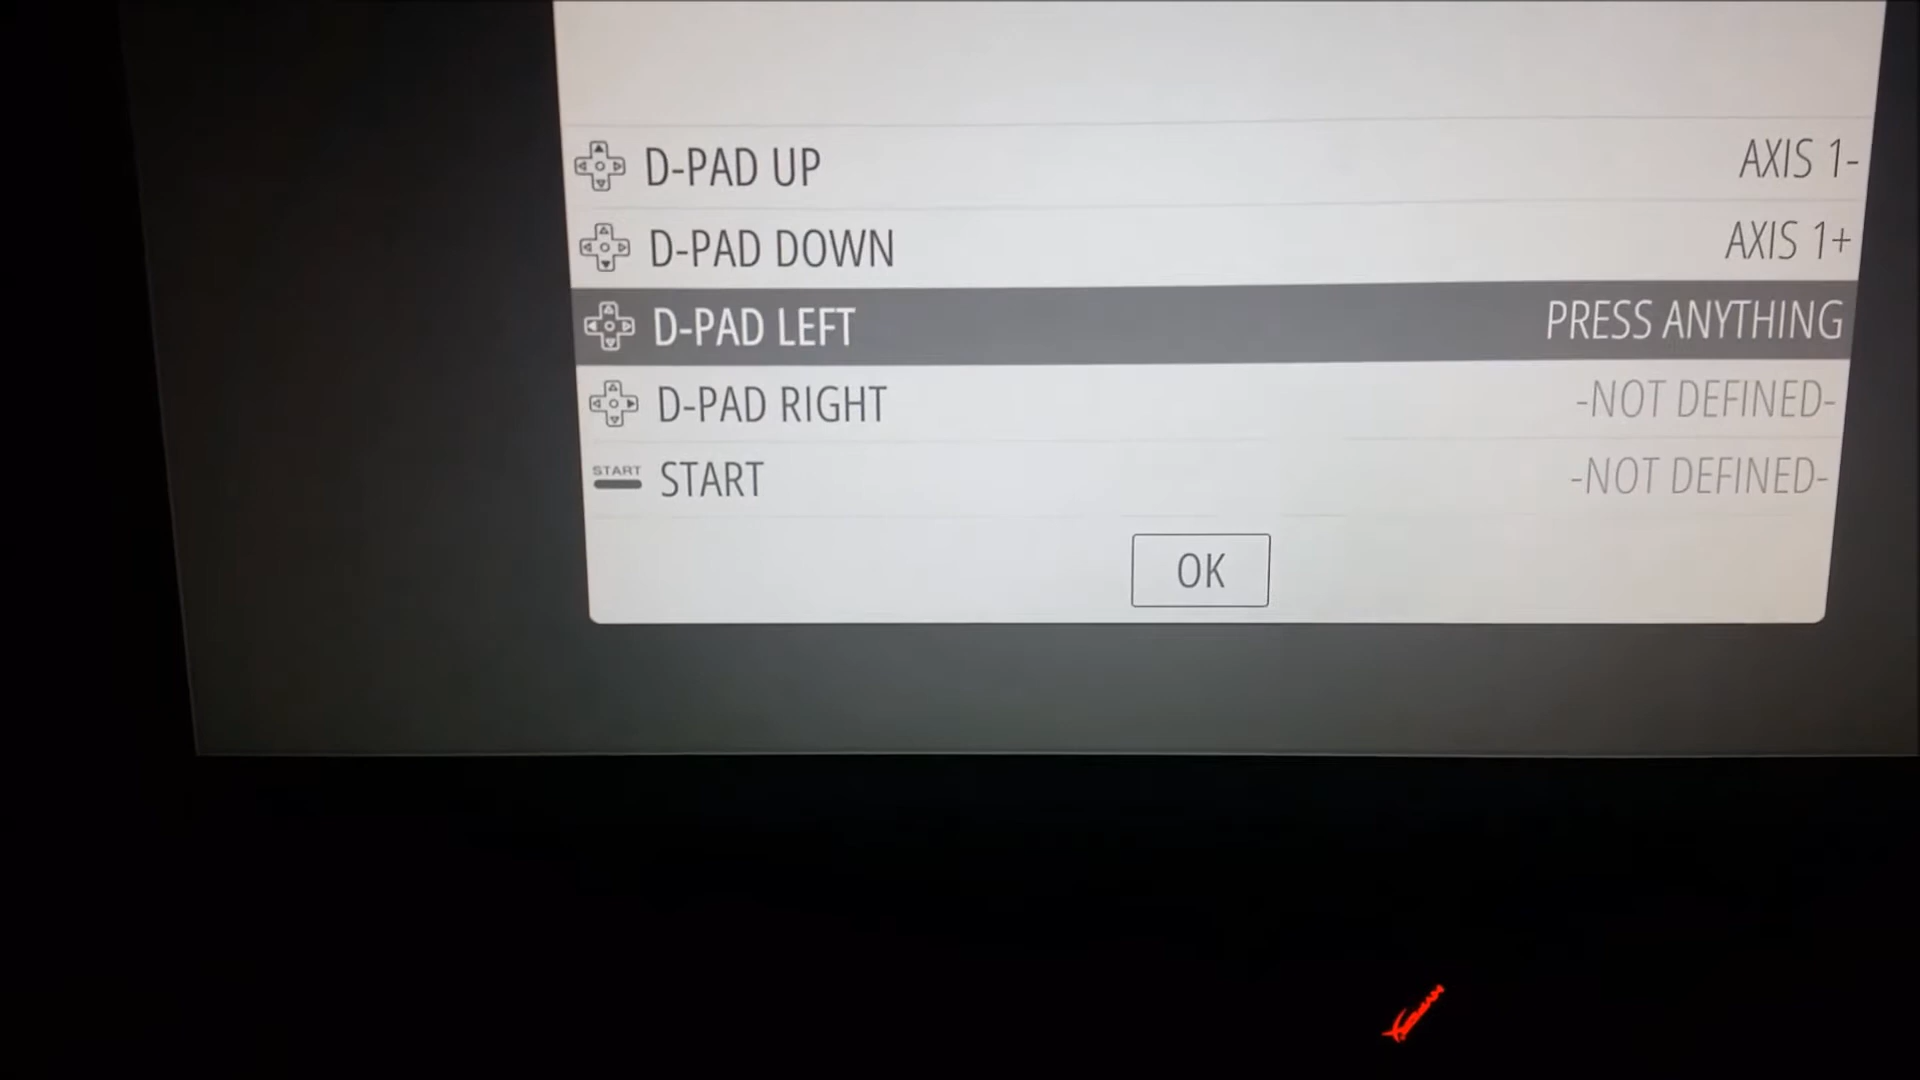 D-PAD UP AXIS 1-
D-PAD DOWN AXIS 1+
D-PAD LEFT PRESS ANYTHING
D-PAD RIGHT -NOT DEFINED-
START START -NOT DEFINED-
OK